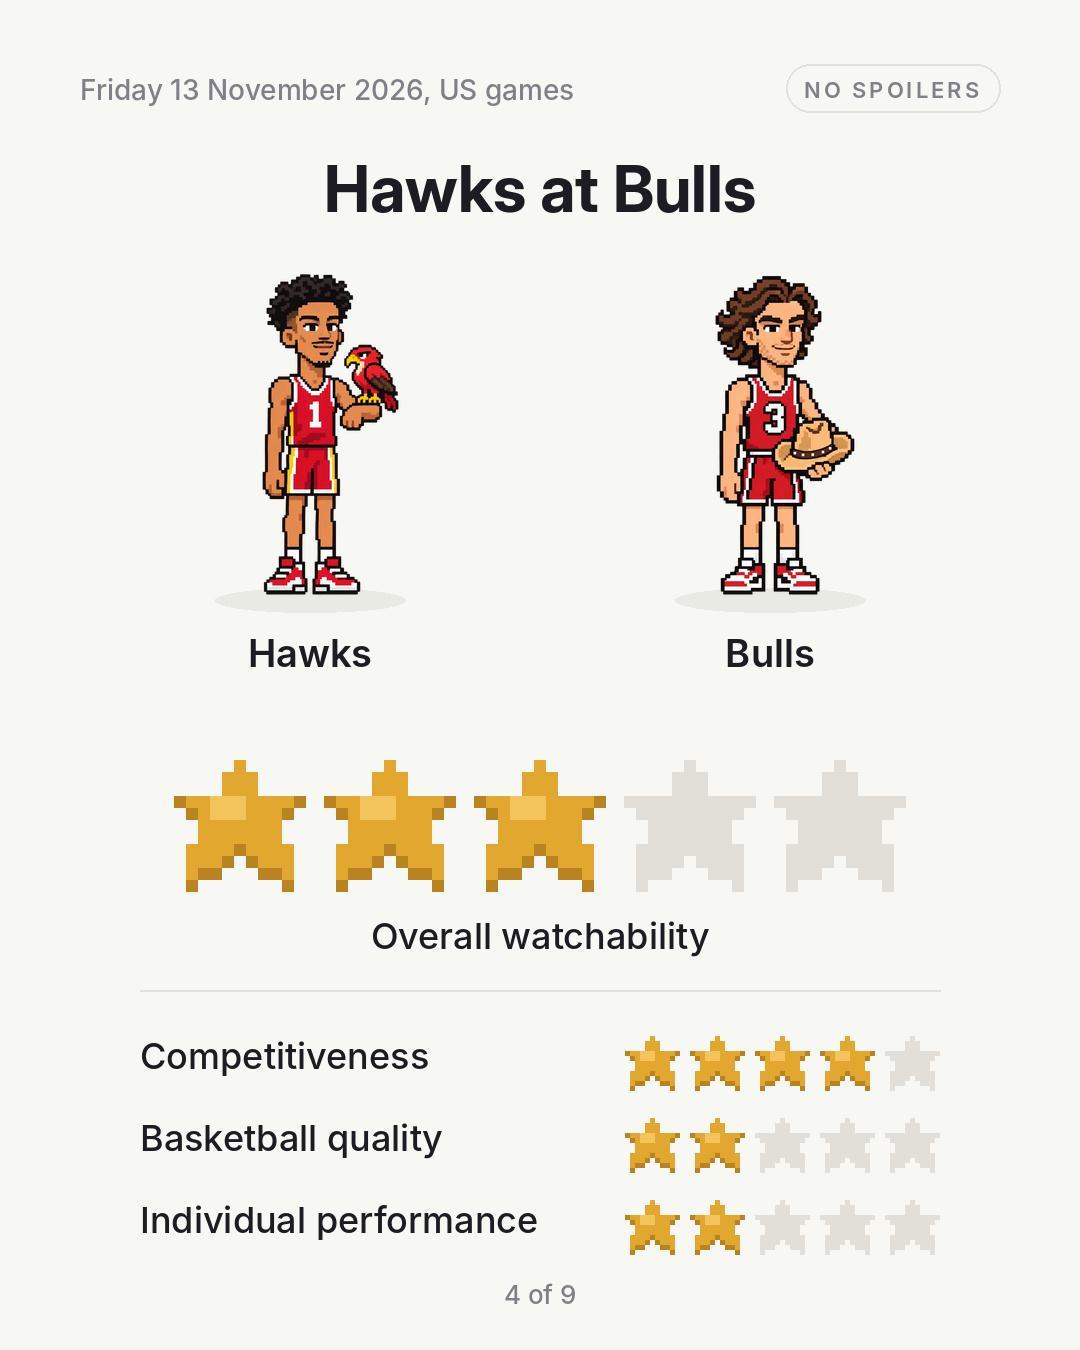 Friday 13 November 2026, US games
NO SPOILERS
Hawks at Bulls
1
3
Hawks
Bulls
Overall watchability
Competitiveness
Basketball quality
Individual performance
4 of 9